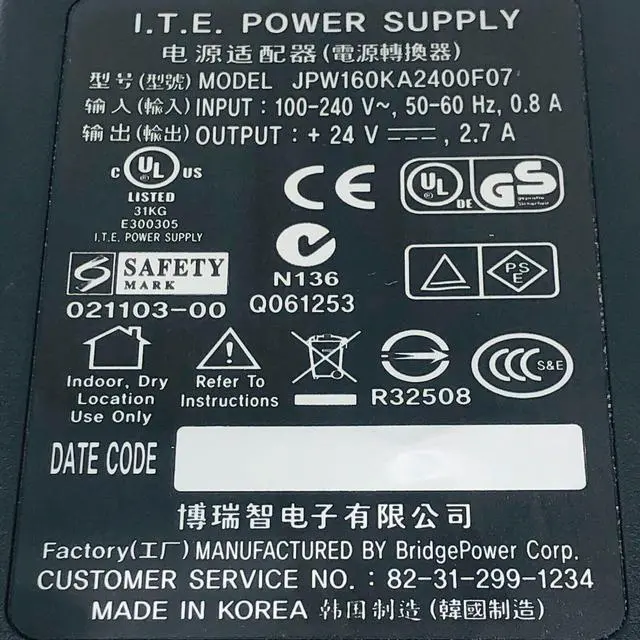 I.T.E. POWER SUPPLY
电源适配器(電源轉換器)
型号(型號) MODEL JPW160KA2400F07
输入(輸入) INPUT: 100-240 V~, 50-60 Hz, 0.8 A
输出(輸出) OUTPUT: + 24 V ⎓, 2.7 A
C UL US
LISTED
31KG
E300305
I.T.E. POWER SUPPLY
CE
UL DE
GS
geprüfte Sicherheit
N136
Q061253
S SAFETY MARK
021103-00
PS E
Indoor, Dry
Location
Use Only
Refer To
Instructions
R32508
CCC S&E
DATE CODE
博瑞智电子有限公司
Factory(工厂) MANUFACTURED BY BridgePower Corp.
CUSTOMER SERVICE NO. : 82-31-299-1234
MADE IN KOREA 韩国制造 (韓國制造)